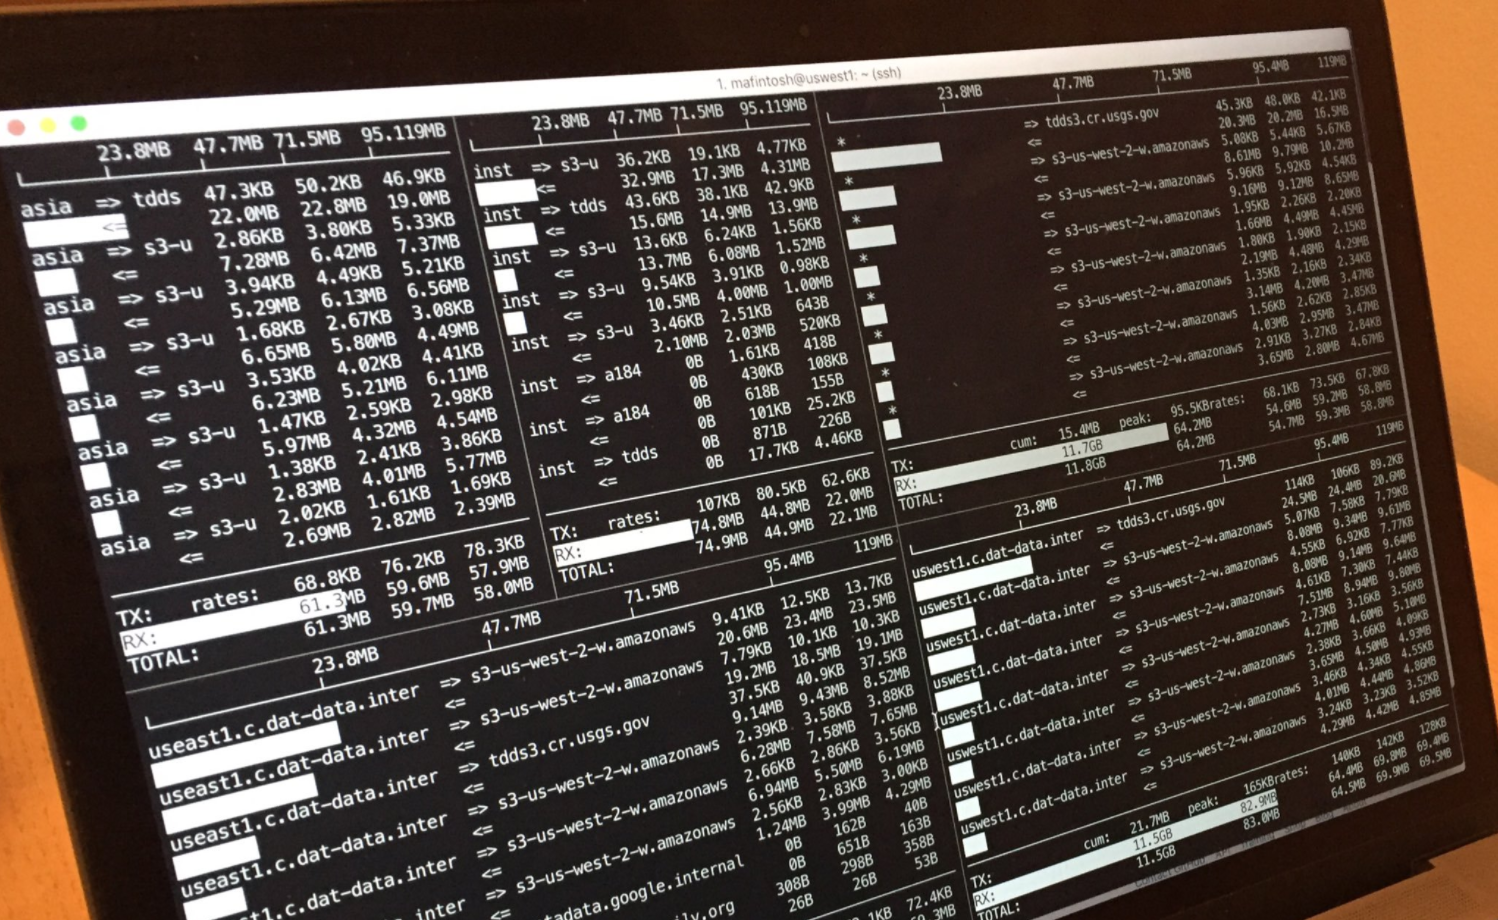 1. mafintosh@uswest1: ~ (ssh)
23.8MB 47.7MB 71.5MB 95.119MB
asia => tdds 47.3KB 50.2KB 46.9KB
<= 22.0MB 22.8MB 19.0MB
asia => s3-u 2.86KB 3.80KB 5.33KB
<= 7.28MB 6.42MB 7.37MB
asia => s3-u 3.94KB 4.49KB 5.21KB
<= 5.29MB 6.13MB 6.56MB
asia => s3-u 1.68KB 2.67KB 3.08KB
<= 6.65MB 5.80MB 4.49MB
asia => s3-u 3.53KB 4.02KB 4.41KB
<= 6.23MB 5.21MB 6.11MB
asia => s3-u 1.47KB 2.59KB 2.98KB
<= 5.97MB 4.32MB 4.54MB
asia => s3-u 1.38KB 2.41KB 3.86KB
<= 2.83MB 4.01MB 5.77MB
asia => s3-u 2.02KB 1.61KB 1.69KB
<= 2.69MB 2.82MB 2.39MB
TX: rates: 68.8KB 76.2KB 78.3KB
RX: 61.3MB 59.6MB 57.9MB
TOTAL: 61.3MB 59.7MB 58.0MB
23.8MB 47.7MB 71.5MB 95.119MB
inst => s3-u 36.2KB 19.1KB 4.77KB
<= 32.9MB 17.3MB 4.31MB
inst => tdds 43.6KB 38.1KB 42.9KB
<= 15.6MB 14.9MB 13.9MB
inst => s3-u 13.6KB 6.24KB 1.56KB
<= 13.7MB 6.08MB 1.52MB
inst => s3-u 9.54KB 3.91KB 0.98KB
<= 10.5MB 4.00MB 1.00MB
inst => s3-u 3.46KB 2.51KB 643B
<= 2.10MB 2.03MB 520KB
inst => a184 0B 1.61KB 418B
<= 0B 430KB 108KB
inst => a184 0B 618B 155B
<= 0B 101KB 25.2KB
inst => tdds 0B 871B 226B
<= 0B 17.7KB 4.46KB
TX: rates: 107KB 80.5KB 62.6KB
RX: 74.8MB 44.8MB 22.0MB
TOTAL: 74.9MB 44.9MB 22.1MB
23.8MB 47.7MB 71.5MB 95.4MB 119MB
* => tdds3.cr.usgs.gov 45.3KB 48.0KB 42.1KB
<= 20.3MB 20.2MB 16.5MB
* => s3-us-west-2-w.amazonaws 5.08KB 5.44KB 5.67KB
<= 8.61MB 9.79MB 10.2MB
* => s3-us-west-2-w.amazonaws 5.96KB 5.92KB 4.54KB
<= 9.16MB 9.12MB 8.65MB
* => s3-us-west-2-w.amazonaws 1.95KB 2.26KB 2.20KB
<= 1.66MB 4.49MB 4.45MB
* => s3-us-west-2-w.amazonaws 1.80KB 1.90KB 2.15KB
<= 2.19MB 4.48MB 4.29MB
* => s3-us-west-2-w.amazonaws 1.35KB 2.16KB 2.34KB
<= 3.14MB 4.20MB 3.47MB
* => s3-us-west-2-w.amazonaws 1.56KB 2.62KB 2.85KB
<= 4.03MB 2.95MB 3.47MB
* => s3-us-west-2-w.amazonaws 2.91KB 3.27KB 2.84KB
<= 3.65MB 2.80MB 4.67MB
TX: cum: 15.4MB peak: 95.5KBrates: 68.1KB 73.5KB 67.8KB
RX: 11.7GB 64.2MB 54.6MB 59.2MB 58.8MB
TOTAL: 11.8GB 64.2MB 54.7MB 59.3MB 58.8MB
23.8MB 47.7MB 71.5MB 95.4MB 119MB
useast1.c.dat-data.inter => s3-us-west-2-w.amazonaws 9.41KB 12.5KB 13.7KB
<= 20.6MB 23.4MB 23.5MB
useast1.c.dat-data.inter => s3-us-west-2-w.amazonaws 7.79KB 10.1KB 10.3KB
<= 19.2MB 18.5MB 19.1MB
useast1.c.dat-data.inter => tdds3.cr.usgs.gov 37.5KB 40.9KB 37.5KB
<= 9.14MB 9.43MB 8.52MB
useast1.c.dat-data.inter => s3-us-west-2-w.amazonaws 2.39KB 3.58KB 3.88KB
<= 6.28MB 7.58MB 7.65MB
=> s3-us-west-2-w.amazonaws 2.66KB 2.86KB 3.56KB
<= 6.94MB 5.50MB 6.19MB
=> s3-us-west-2-w.amazonaws 2.56KB 2.83KB 3.00KB
<= 1.24MB 3.99MB 4.29MB
0B 162B 40B
0B 651B 163B
308B 298B 358B
26B 26B 53B
72.4KB
23.8MB 47.7MB 71.5MB 95.4MB 119MB
uswest1.c.dat-data.inter => tdds3.cr.usgs.gov 114KB 106KB 89.2KB
<= 24.5MB 24.4MB 20.6MB
uswest1.c.dat-data.inter => s3-us-west-2-w.amazonaws 5.07KB 7.58KB 7.79KB
<= 8.08MB 9.34MB 9.61MB
uswest1.c.dat-data.inter => s3-us-west-2-w.amazonaws 4.55KB 6.92KB 7.77KB
<= 8.08MB 9.14MB 9.64MB
uswest1.c.dat-data.inter => s3-us-west-2-w.amazonaws 4.61KB 7.30KB 7.44KB
<= 7.51MB 8.94MB 9.80MB
uswest1.c.dat-data.inter => s3-us-west-2-w.amazonaws 2.73KB 3.16KB 3.56KB
<= 4.27MB 4.60MB 5.10MB
uswest1.c.dat-data.inter => s3-us-west-2-w.amazonaws 2.38KB 3.66KB 4.09KB
<= 3.65MB 4.50MB 4.93MB
uswest1.c.dat-data.inter => s3-us-west-2-w.amazonaws 3.46KB 4.34KB 4.55KB
<= 4.01MB 4.44MB 4.86MB
uswest1.c.dat-data.inter => s3-us-west-2-w.amazonaws 3.24KB 3.23KB 3.52KB
<= 4.29MB 4.42MB 4.85MB
TX: cum: 21.7MB peak: 165KBrates: 140KB 142KB 128KB
RX: 11.5GB 82.9MB 64.4MB 69.8MB 69.4MB
TOTAL: 11.5GB 83.0MB 64.5MB 69.9MB 69.5MB